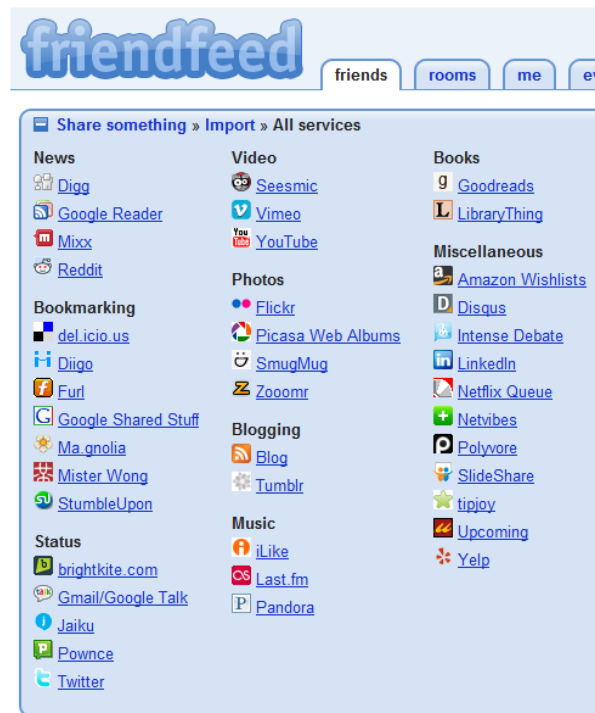 friendfeed
friends rooms me ev
Share something » Import » All services
News
Digg
Google Reader
Mixx
Reddit
Bookmarking
del.icio.us
Diigo
Furl
Google Shared Stuff
Ma.gnolia
Mister Wong
StumbleUpon
Status
brightkite.com
Gmail/Google Talk
Jaiku
Pownce
Twitter
Video
Seesmic
Vimeo
YouTube
Photos
Flickr
Picasa Web Albums
SmugMug
Zooomr
Blogging
Blog
Tumblr
Music
iLike
Last.fm
Pandora
Books
Goodreads
LibraryThing
Miscellaneous
Amazon Wishlists
Disqus
Intense Debate
LinkedIn
Netflix Queue
Netvibes
Polyvore
SlideShare
tipjoy
Upcoming
Yelp